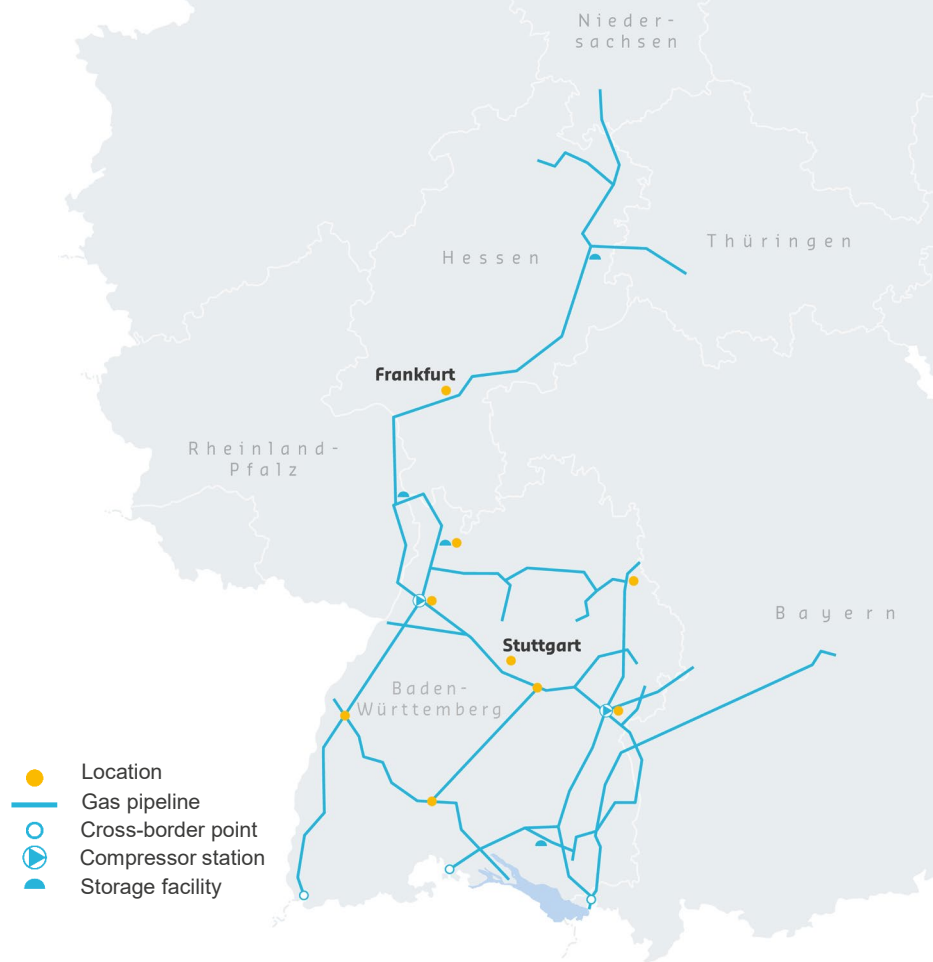 Nieder-
sachsen
Thüringen
Hessen
Frankfurt
Rheinland-
Pfalz
Bayern
Stuttgart
Baden-
Württemberg
Location
Gas pipeline
Cross-border point
Compressor station
Storage facility